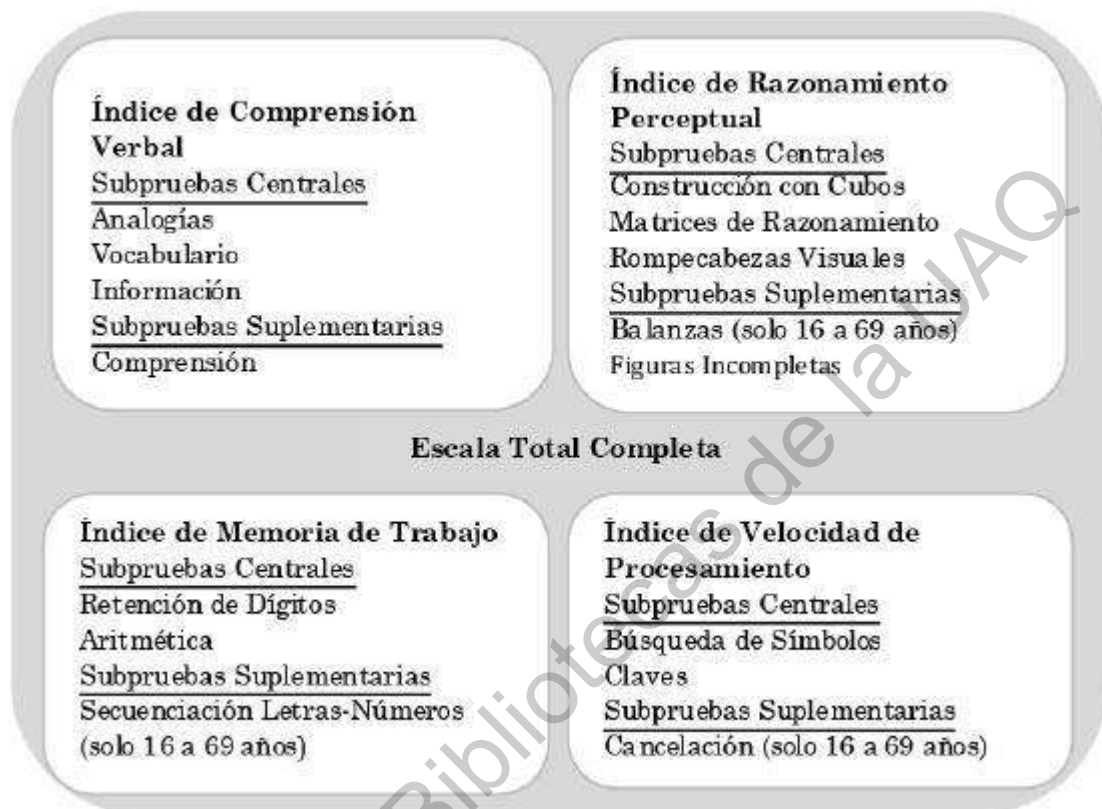 Índice de Comprensión
Verbal
Subpruebas Centrales
Analogías
Vocabulario
Información
Subpruebas Suplementarias
Comprensión
Índice de Razonamiento
Perceptual
Subpruebas Centrales
Construcción con Cubos
Matrices de Razonamiento
Rompecabezas Visuales
Subpruebas Suplementarias
Balanzas (solo 16 a 69 años)
Figuras Incompletas
Escala Total Completa
Índice de Memoria de Trabajo
Subpruebas Centrales
Retención de Dígitos
Aritmética
Subpruebas Suplementarias
Secuenciación Letras-Números
(solo 16 a 69 años)
Índice de Velocidad de
Procesamiento
Subpruebas Centrales
Búsqueda de Símbolos
Claves
Subpruebas Suplementarias
Cancelación (solo 16 a 69 años)
Bibliotecas de la UAQ